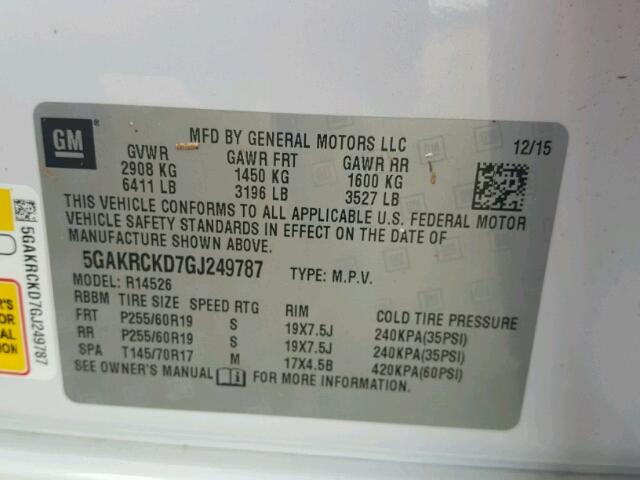 GM
®
MFD BY GENERAL MOTORS LLC
12/15
GVWR GAWR FRT GAWR RR
2908 KG 1450 KG 1600 KG
6411 LB 3196 LB 3527 LB
THIS VEHICLE CONFORMS TO ALL APPLICABLE U.S. FEDERAL MOTOR
VEHICLE SAFETY STANDARDS IN EFFECT ON THE DATE OF
MANUFACTURE SHOWN ABOVE.
5GAKRCKD7GJ249787 TYPE: M.P.V.
MODEL: R14526
RBBM TIRE SIZE SPEED RTG RIM COLD TIRE PRESSURE
FRT P255/60R19 S 19X7.5J 240KPA(35PSI)
RR P255/60R19 S 19X7.5J 240KPA(35PSI)
SPA T145/70R17 M 17X4.5B 420KPA(60PSI)
SEE OWNER'S MANUAL FOR MORE INFORMATION.
5GAKRCKD7GJ249787
R'S
UAL
NAL
TION